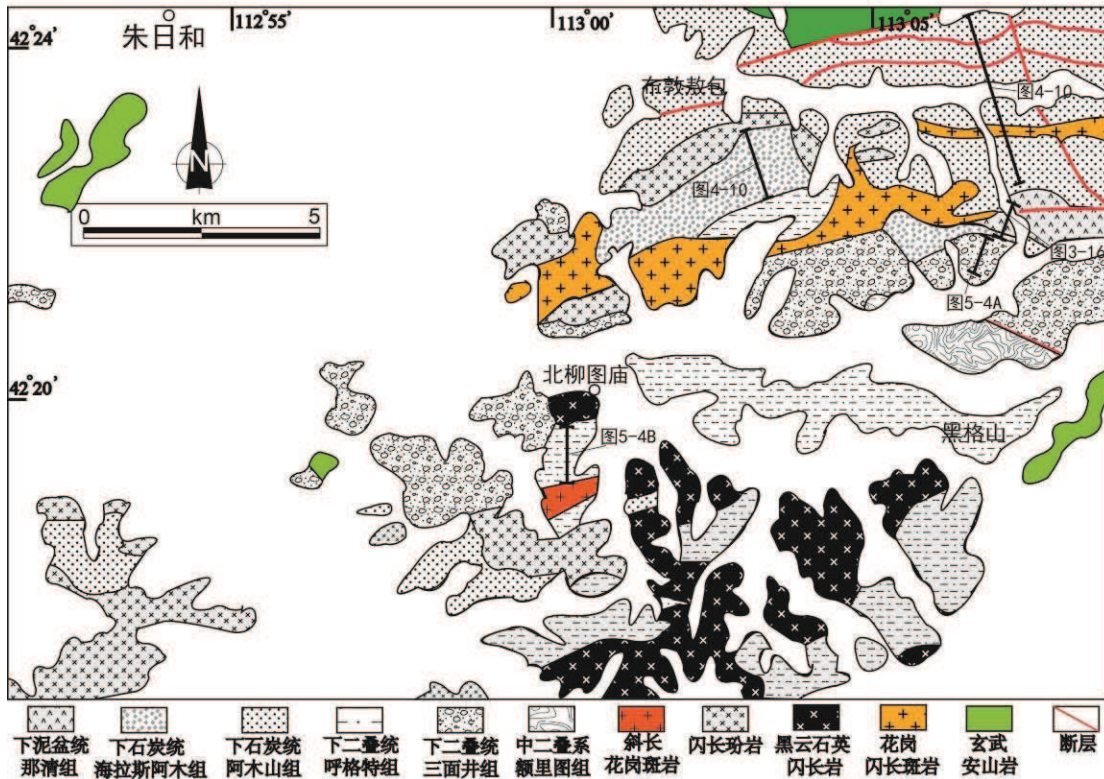 112°55′
113°00′
113°05′
42°24′
朱日和
N
0 km 5
布敦敖包
图4-10
图4-10
图3-16
图5-4A
42°20′
北柳图庙
图5-4B
黑格山
下泥盆统
那清组
下石炭统
海拉斯阿木组
下石炭统
阿木山组
下二叠统
呼格特组
下二叠统
三面井组
中二叠系
额里图组
斜长
花岗斑岩
闪长玢岩
黑云石英
闪长岩
花岗
闪长斑岩
玄武
安山岩
断层